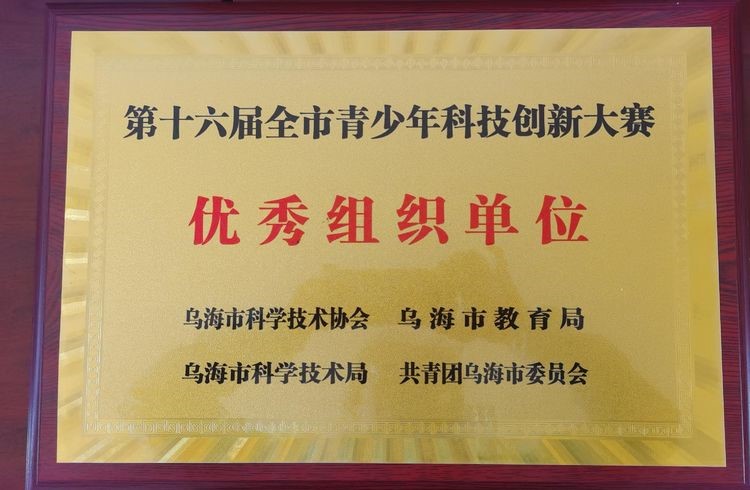 第十六届全市青少年科技创新大赛
优秀组织单位
乌海市科学技术协会 乌海市教育局
乌海市科学技术局 共青团乌海市委员会